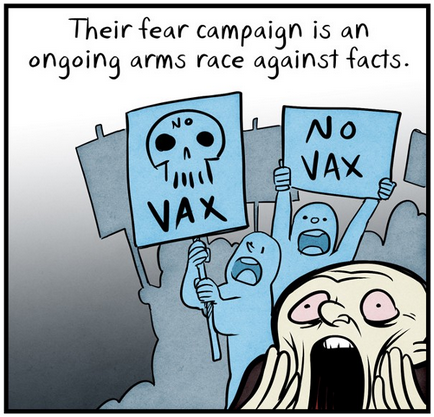 Their fear campaign is an
ongoing arms race against facts.
NO
VAX
NO
VAX